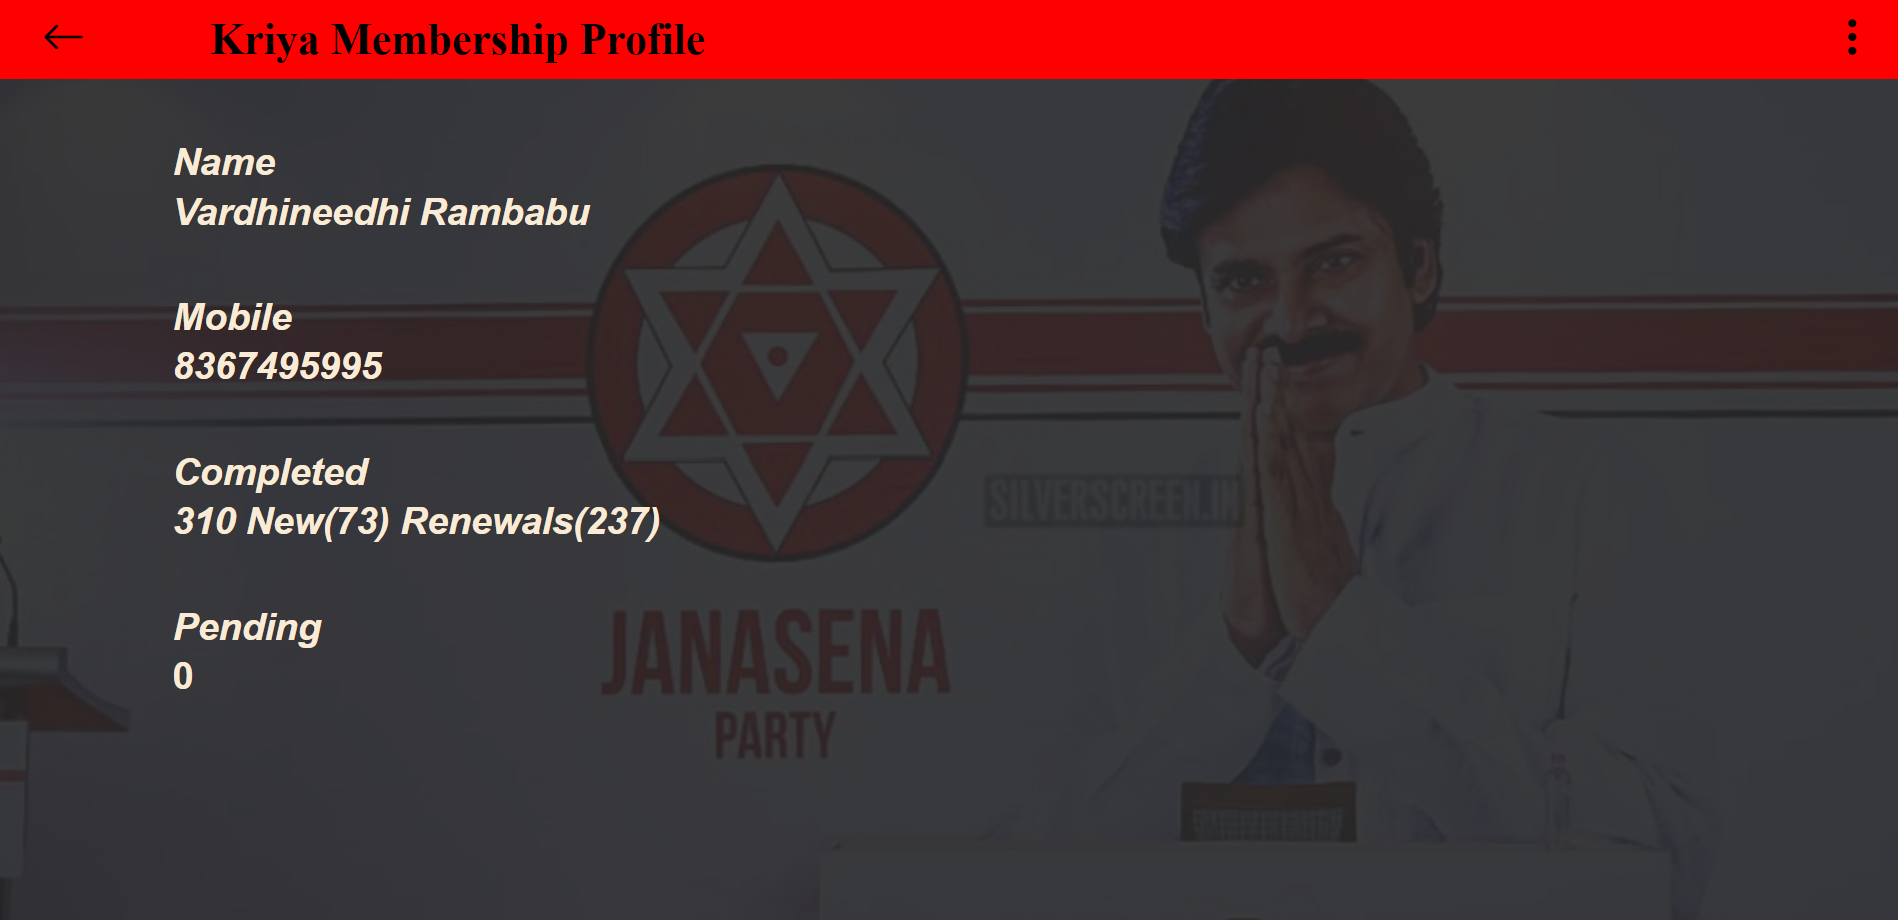 Kriya Membership Profile
Name
Vardhineedhi Rambabu
Mobile
8367495995
Completed
310 New(73) Renewals(237)
Pending
0
SILVERSCREEN.IN
JANASENA
PARTY